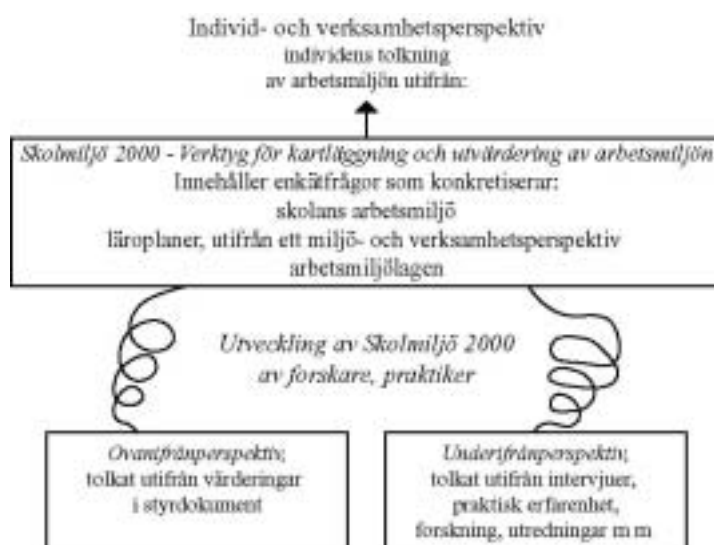 Individ- och verksamhetsperspektiv
individens tolkning
av arbetsmiljön utifrån:
Skolmiljö 2000 - Verktyg för kartläggning och utvärdering av arbetsmiljön
Innehåller enkätfrågor som konkretiserar:
skolans arbetsmiljö
läroplaner, utifrån ett miljö- och verksamhetsperspektiv
arbetsmiljölagen
Utveckling av Skolmiljö 2000
av forskare, praktiker
Ovanifrånperspektiv,
tolkat utifrån värderingar
i styrdokument
Underifrånperspektiv,
tolkat utifrån intervjuer,
praktisk erfarenhet,
forskning, utredningar m m